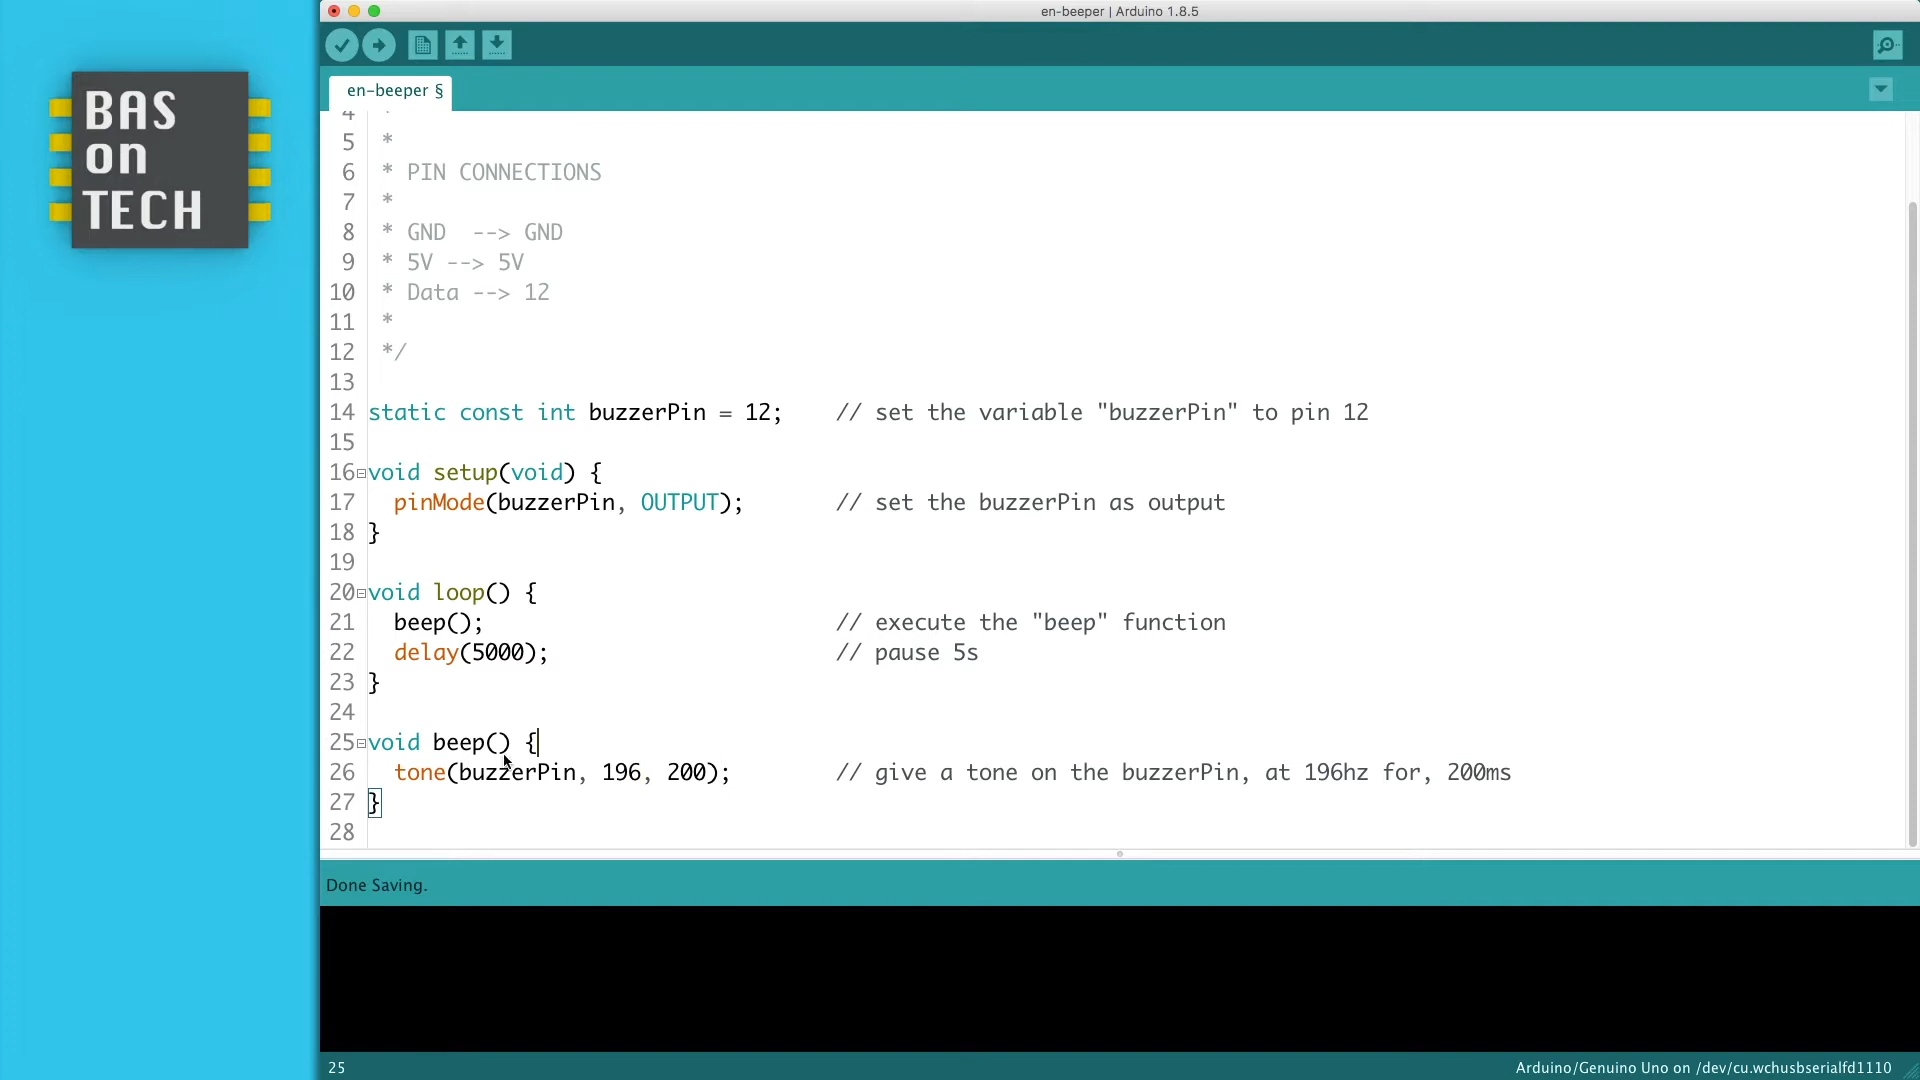 en-beeper | Arduino 1.8.5
BAS
on
TECH
en-beeper §
4 *
5 *
6 * PIN CONNECTIONS
7 *
8 * GND  --> GND
9 * 5V --> 5V
10 * Data --> 12
11 *
12 */
13
14 static const int buzzerPin = 12;    // set the variable "buzzerPin" to pin 12
15
16 void setup(void) {
17   pinMode(buzzerPin, OUTPUT);       // set the buzzerPin as output
18 }
19
20 void loop() {
21   beep();                           // execute the "beep" function
22   delay(5000);                      // pause 5s
23 }
24
25 void beep() {
26   tone(buzzerPin, 196, 200);        // give a tone on the buzzerPin, at 196hz for, 200ms
27 }
28
Done Saving.
25
Arduino/Genuino Uno on /dev/cu.wchusbserialfd1110